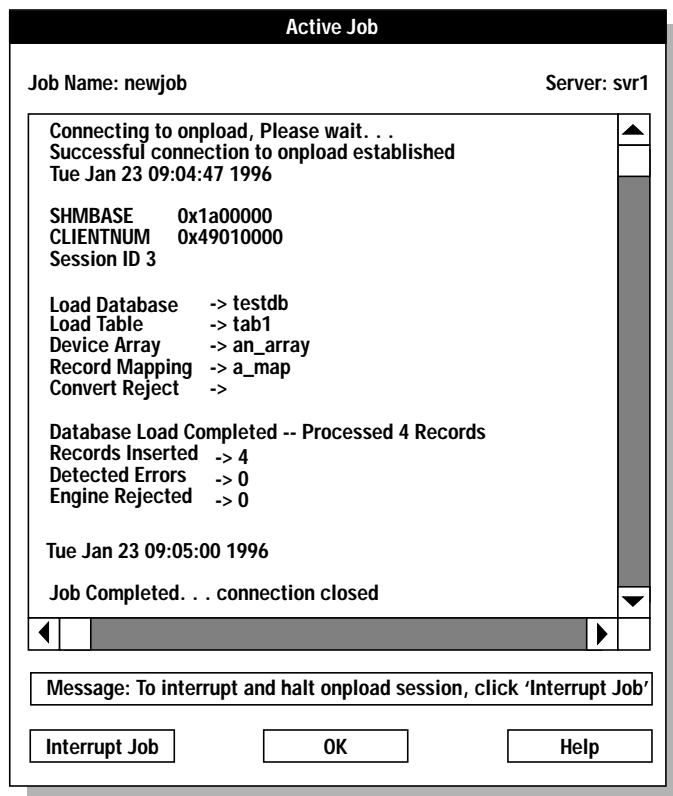 Active Job
Job Name: newjob Server: svr1
Connecting to onpload, Please wait. . .
Successful connection to onpload established
Tue Jan 23 09:04:47 1996
SHMBASE 0x1a00000
CLIENTNUM 0x49010000
Session ID 3
Load Database -> testdb
Load Table -> tab1
Device Array -> an_array
Record Mapping -> a_map
Convert Reject ->
Database Load Completed -- Processed 4 Records
Records Inserted -> 4
Detected Errors -> 0
Engine Rejected -> 0
Tue Jan 23 09:05:00 1996
Job Completed. . . connection closed
Message: To interrupt and halt onpload session, click ‘Interrupt Job’
Interrupt Job OK Help